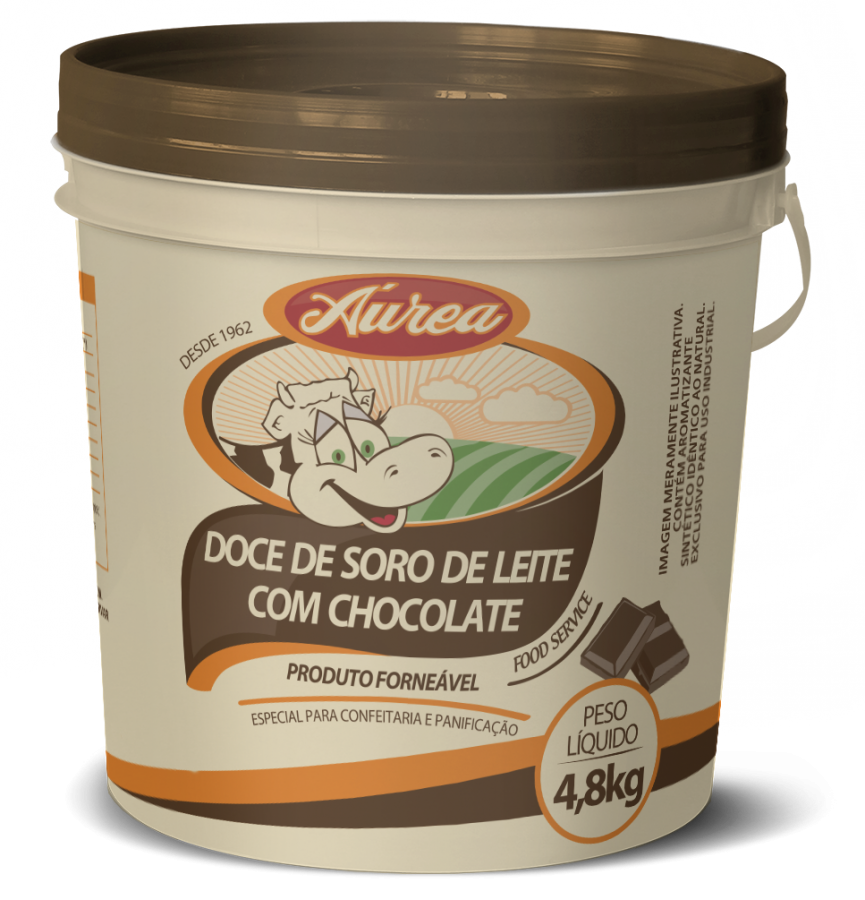 Aúrea
DESDE 1962
DOCE DE SORO DE LEITE
COM CHOCOLATE
FOOD SERVICE
PRODUTO FORNEÁVEL
ESPECIAL PARA CONFEITARIA E PANIFICAÇÃO
PESO
LÍQUIDO
4,8kg
IMAGEM MERAMENTE ILUSTRATIVA.
CONTÉM AROMATIZANTE
SINTÉTICO IDÊNTICO AO NATURAL.
EXCLUSIVO PARA USO INDUSTRIAL.